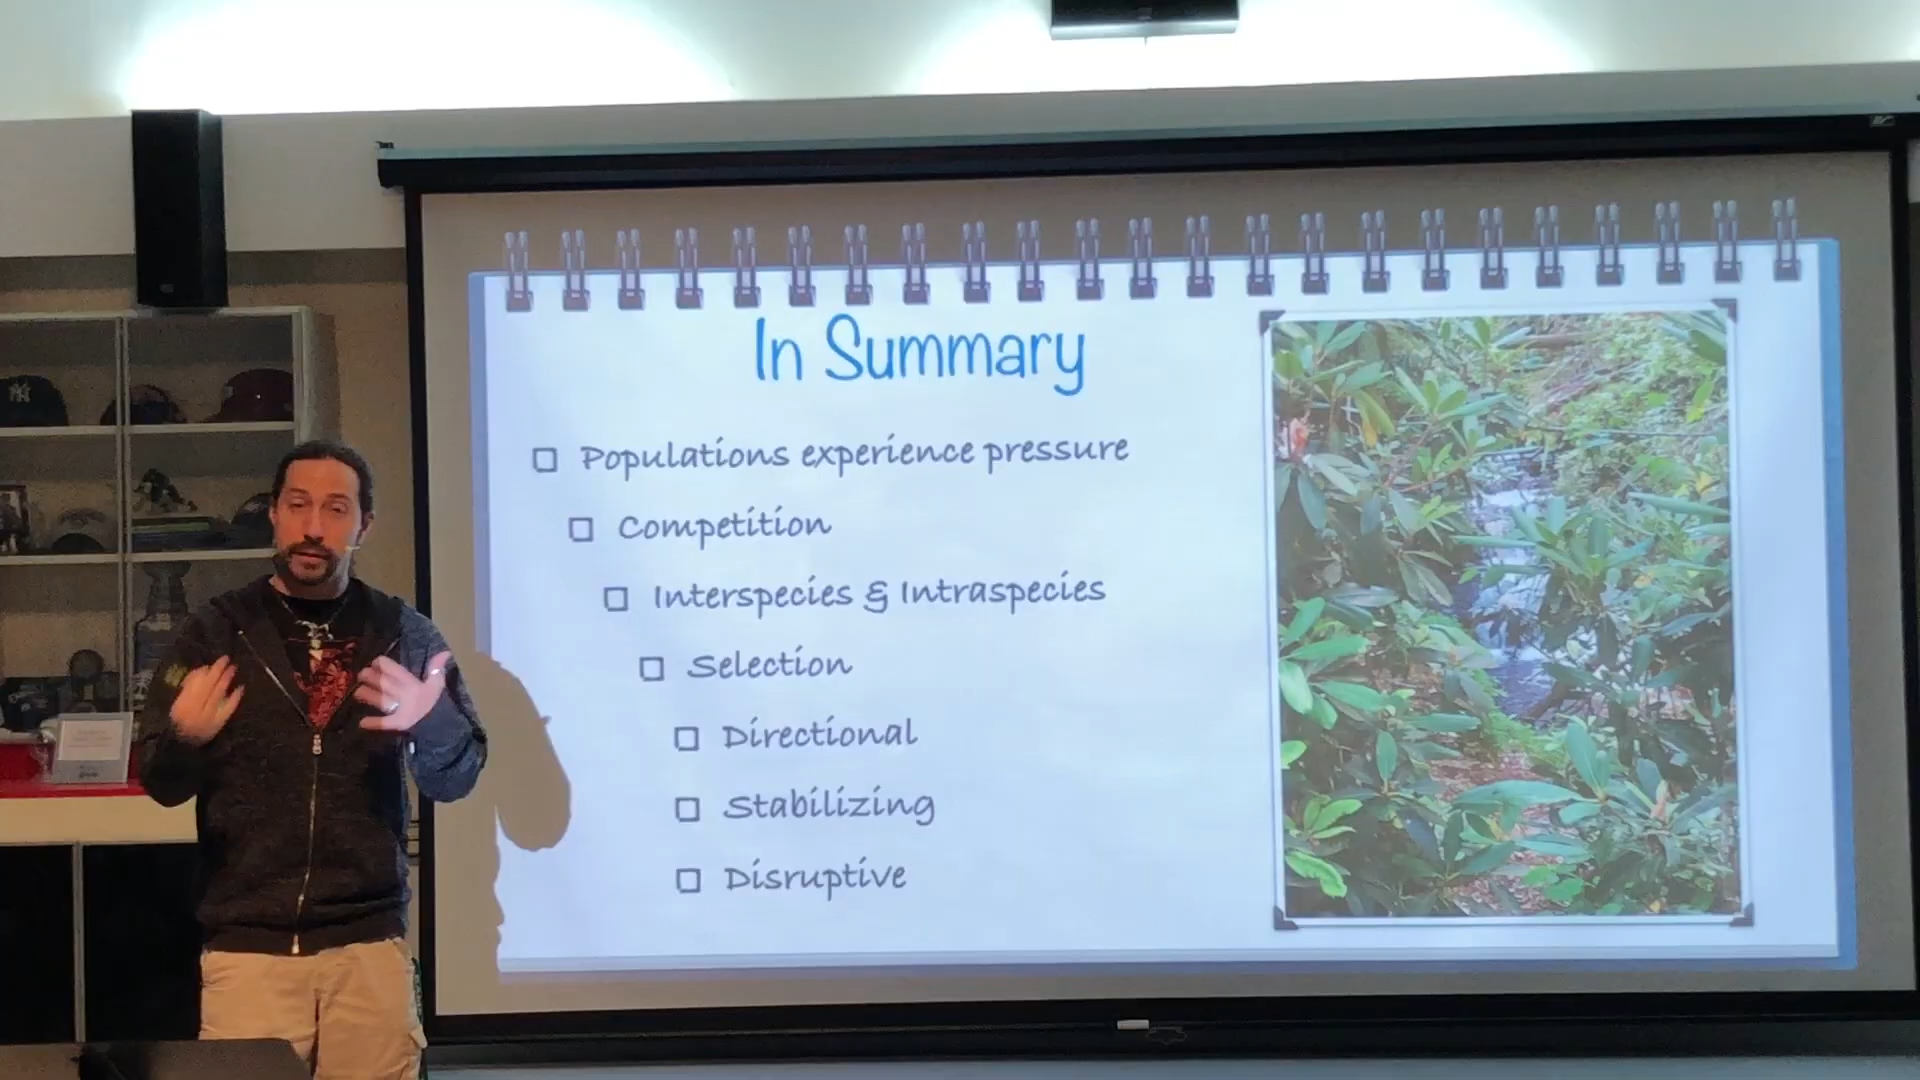 In Summary
Populations experience pressure
Competition
Interspecies & Intraspecies
Selection
Directional
Stabilizing
Disruptive